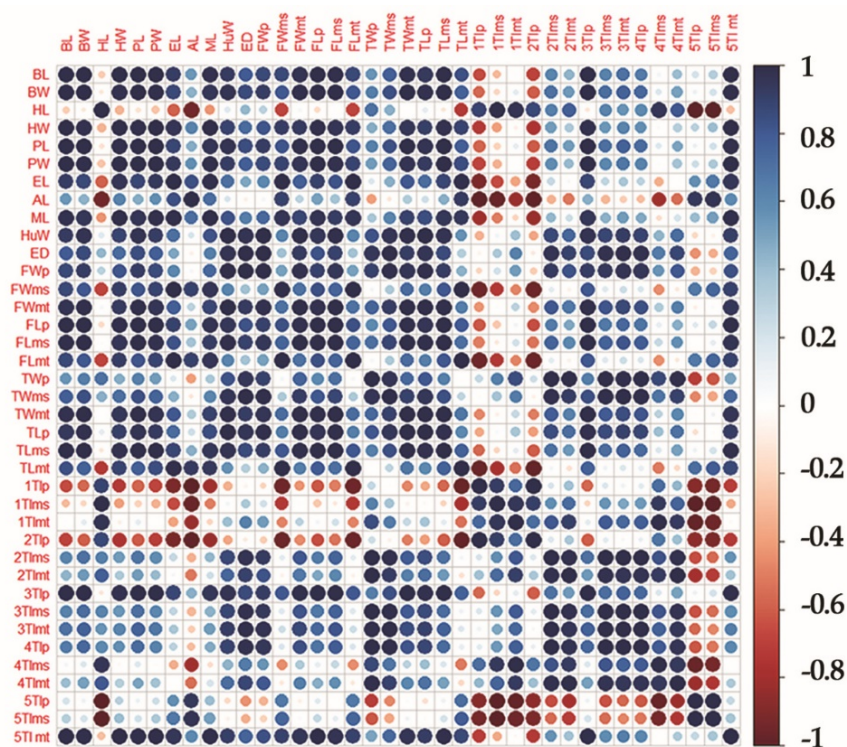 BL BW HL HW PL PW EL AL ML HuW ED FWp FWms FWmt FLp FLms FLmt TWp TWms TWmt TLp TLms TLmt 1Tlp 1Tlms 1Tlmt 2Tlp 2Tlms 2Tlmt 3Tlp 3Tlms 3Tlmt 4Tlp 4Tlms 4Tlmt 5Tlp 5Tlms 5Tl mt
BL
BW
HL
HW
PL
PW
EL
AL
ML
HuW
ED
FWp
FWms
FWmt
FLp
FLms
FLmt
TWp
TWms
TWmt
TLp
TLms
TLmt
1Tlp
1Tlms
1Tlmt
2Tlp
2Tlms
2Tlmt
3Tlp
3Tlms
3Tlmt
4Tlp
4Tlms
4Tlmt
5Tlp
5Tlms
5Tl mt
1
0.8
0.6
0.4
0.2
0
-0.2
-0.4
-0.6
-0.8
-1